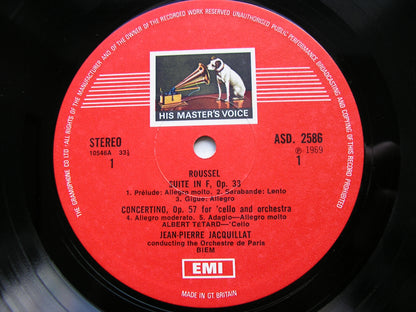 THE GRAMOPHONE CO LTD · ALL RIGHTS OF THE MANUFACTURER AND OF THE OWNER OF THE RECORDED WORK RESERVED UNAUTHORISED PUBLIC PERFORMANCE BROADCASTING AND COPYING OF THIS RECORD PROHIBITED
HIS MASTER'S VOICE
STEREO
10546A 33⅓
1
ASD. 2586
℗ 1969
1
ROUSSEL
SUITE IN F, Op. 33
1. Prélude: Allegro molto. 2. Sarabande: Lento
3. Gigue: Allegro
CONCERTINO, Op. 57 for 'cello and orchestra
4. Allegro moderato. 5. Adagio—Allegro molto
ALBERT TÉTARD—'Cello
JEAN-PIERRE JACQUILLAT
conducting the Orchestre de Paris
BIEM
EMI
MADE IN GT. BRITAIN